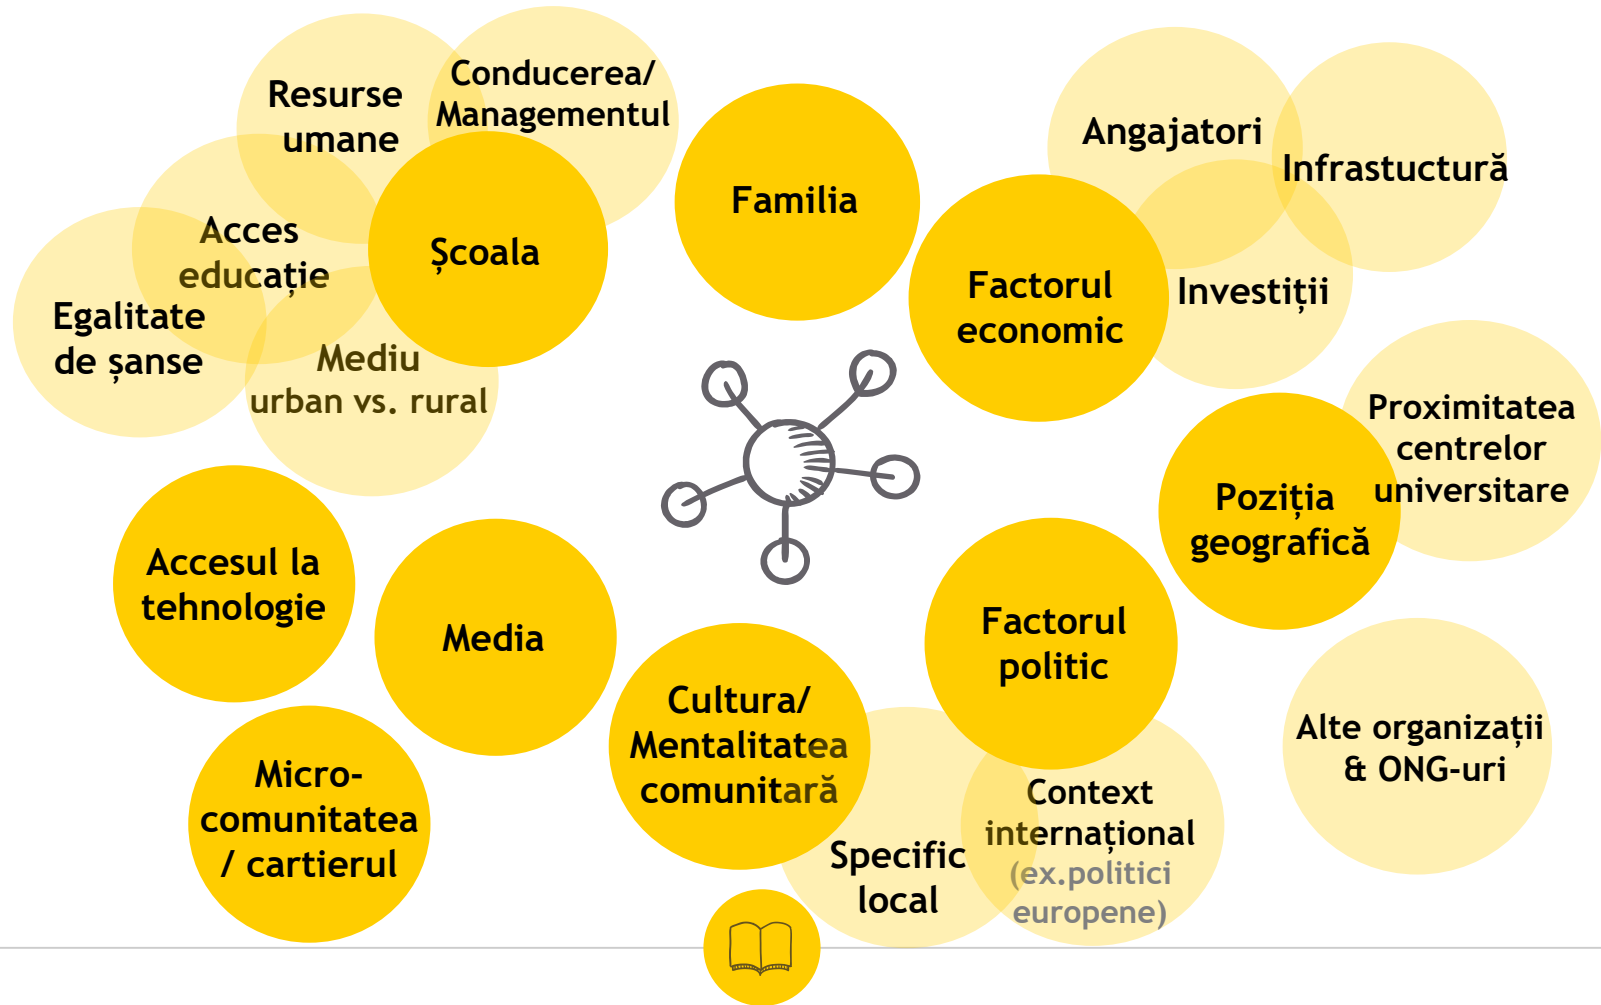 Resurse
umane
Conducerea/
Managementul
Familia
Angajatori
Infrastuctură
Acces
educație
Școala
Factorul
economic
Investiții
Egalitate
de șanse
Mediu
urban vs. rural
Proximitatea
centrelor
universitare
Poziția
geografică
Accesul la
tehnologie
Media
Factorul
politic
Cultura/
Mentalitatea
comunitară
Alte organizații
& ONG-uri
Micro-
comunitatea
/ cartierul
Specific
local
Context
internațional
(ex.politici
europene)